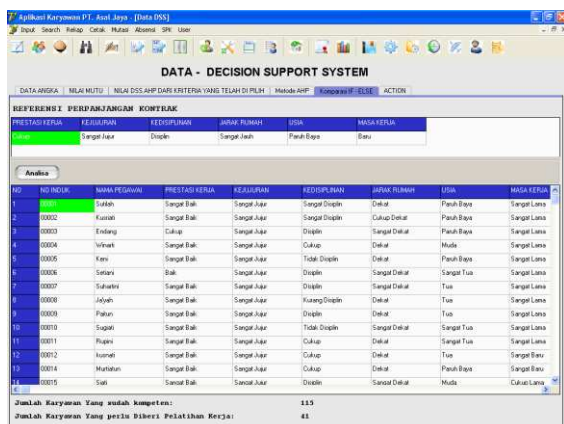 Aplikasi Karyawan PT. Asal Jaya - [Data DSS]
Input Search Rekap Cetak Mutasi Absensi SPK User
DATA - DECISION SUPPORT SYSTEM
DATA ANGKA NILAI MUTU NILAI DSS AHP DARI KRITERIA YANG TELAH DI PILIH Metode AHP Komparasi IF - ELSE ACTION
REFERENSI PERPANJANGAN KONTRAK
PRESTASI KERJA KEJUJURAN KEDISIPLINAN JARAK RUMAH USIA MASA KERJA
Cukup Sangat Jujur Disiplin Sangat Jauh Paruh Baya Baru
Analisa
NO NO INDUK NAMA PEGAWAI PRESTASI KERJA KEJUJURAN KEDISIPLINAN JARAK RUMAH USIA MASA KERJA
1 00001 Sulilah Sangat Baik Sangat Jujur Sangat Disiplin Dekat Paruh Baya Sangat Lama
2 00002 Kusriati Sangat Baik Sangat Jujur Sangat Disiplin Cukup Dekat Paruh Baya Sangat Lama
3 00003 Endang Cukup Sangat Jujur Disiplin Sangat Dekat Paruh Baya Sangat Lama
4 00004 Winarti Sangat Baik Sangat Jujur Cukup Dekat Muda Sangat Lama
5 00005 Keni Sangat Baik Sangat Jujur Tidak Disiplin Dekat Paruh Baya Sangat Lama
6 00006 Setiani Baik Sangat Jujur Disiplin Sangat Dekat Sangat Tua Sangat Lama
7 00007 Suhartini Sangat Baik Sangat Jujur Disiplin Sangat Dekat Tua Sangat Lama
8 00008 Ja'iyah Sangat Baik Sangat Jujur Kurang Disiplin Dekat Tua Sangat Lama
9 00009 Paitun Sangat Baik Sangat Jujur Disiplin Dekat Tua Sangat Lama
10 00010 Sugiati Sangat Baik Sangat Jujur Tidak Disiplin Sangat Dekat Sangat Tua Sangat Lama
11 00011 Rupini Sangat Baik Sangat Jujur Cukup Dekat Sangat Tua Sangat Lama
12 00012 kusnati Sangat Baik Sangat Jujur Cukup Dekat Tua Sangat Baru
13 00014 Murtiatun Sangat Baik Sangat Jujur Cukup Dekat Paruh Baya Sangat Lama
14 00015 Siati Sangat Baik Sangat Jujur Disiplin Sangat Dekat Muda Cukup Lama
Jumlah Karyawan Yang sudah kompeten: 115
Jumlah Karyawan Yang perlu Diberi Pelatihan Kerja: 41